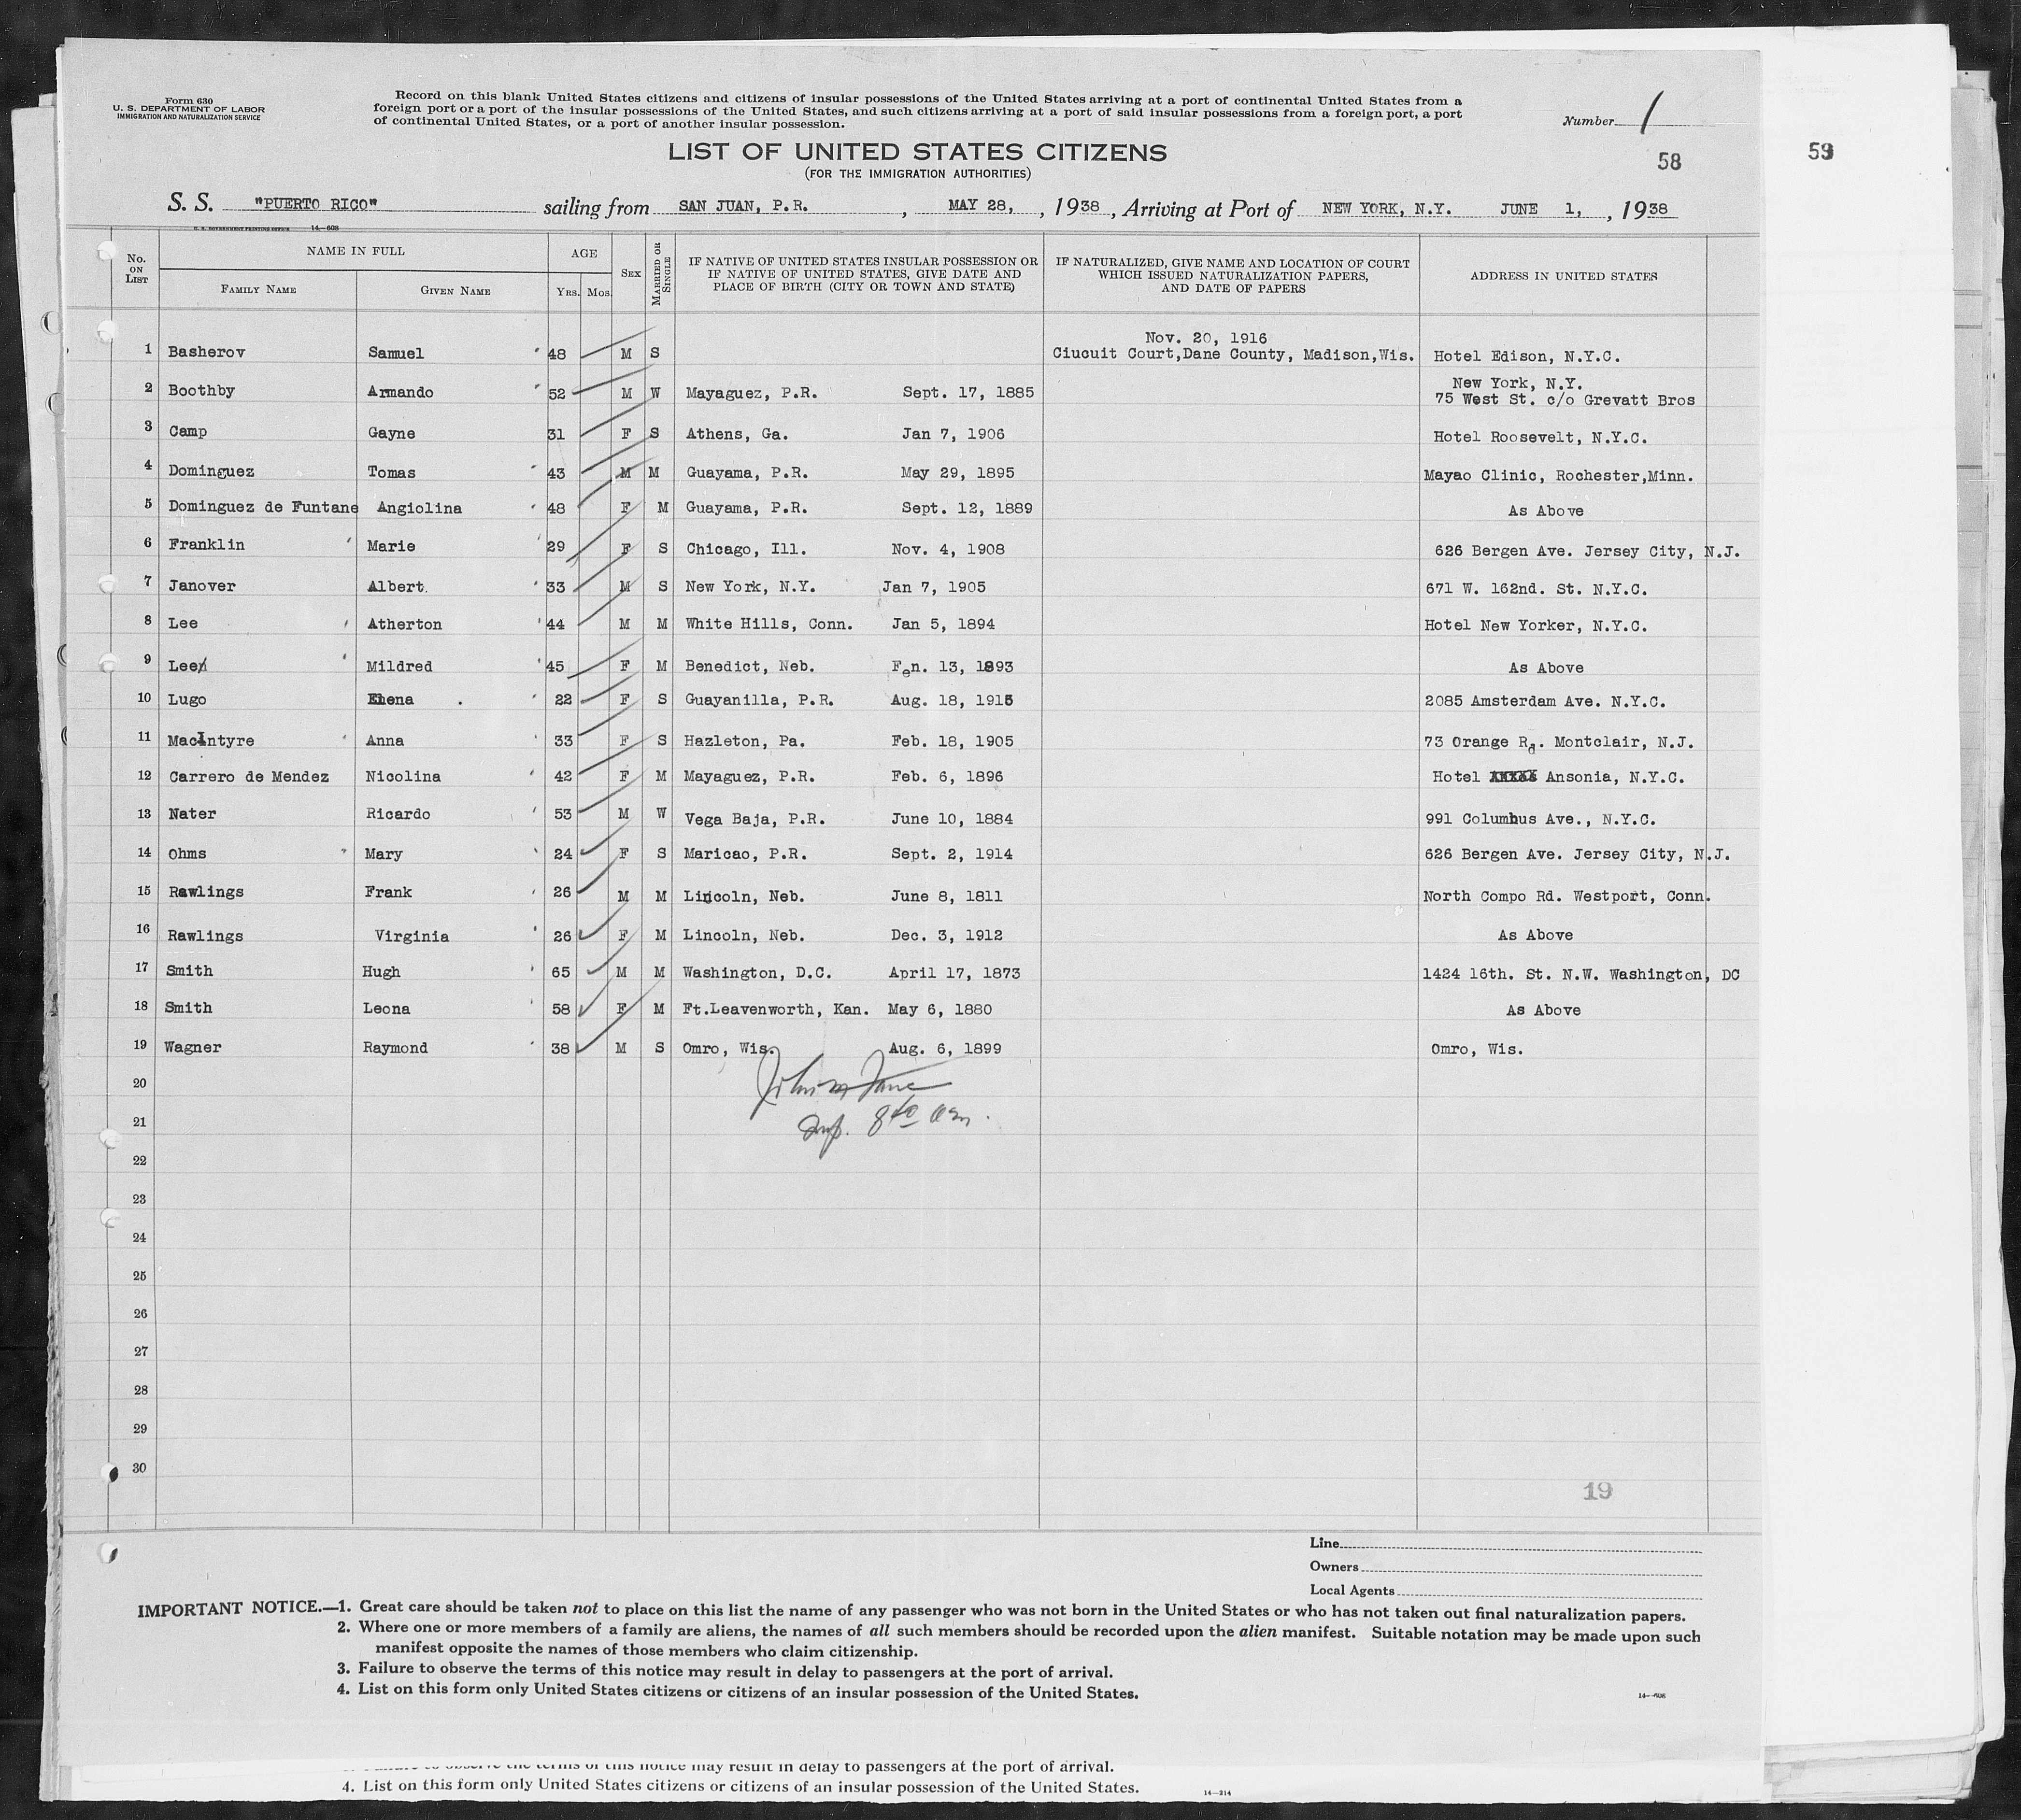 Form 630
U. S. DEPARTMENT OF LABOR
IMMIGRATION AND NATURALIZATION SERVICE
Record on this blank United States citizens and citizens of insular possessions of the United States arriving at a port of continental United States from a
foreign port or a port of the insular possessions of the United States, and such citizens arriving at a port of said insular possessions from a foreign port, a port
of continental United States, or a port of another insular possession.
Number 1
LIST OF UNITED STATES CITIZENS
(FOR THE IMMIGRATION AUTHORITIES)
58
59
S. S. "PUERTO RICO" sailing from SAN JUAN, P.R. , MAY 28, , 1938 , Arriving at Port of NEW YORK, N.Y. JUNE 1, , 1938
U. S. GOVERNMENT PRINTING OFFICE 14—608
No. ON LIST
NAME IN FULL
FAMILY NAME
GIVEN NAME
AGE
YRS. MOS.
SEX
MARRIED OR SINGLE
IF NATIVE OF UNITED STATES INSULAR POSSESSION OR
IF NATIVE OF UNITED STATES, GIVE DATE AND
PLACE OF BIRTH (CITY OR TOWN AND STATE)
IF NATURALIZED, GIVE NAME AND LOCATION OF COURT
WHICH ISSUED NATURALIZATION PAPERS,
AND DATE OF PAPERS
ADDRESS IN UNITED STATES
Nov. 20, 1916
1 Basherov Samuel 48 M S Ciucuit Court,Dane County, Madison,Wis. Hotel Edison, N.Y.C.
New York, N.Y.
2 Boothby Armando 52 M W Mayaguez, P.R. Sept. 17, 1885 75 West St. c/o Grevatt Bros
3 Camp Gayne 31 F S Athens, Ga. Jan 7, 1906 Hotel Roosevelt, N.Y.C.
4 Dominguez Tomas 43 M M Guayama, P.R. May 29, 1895 Mayao Clinic, Rochester,Minn.
5 Dominguez de Funtane Angiolina 48 F M Guayama, P.R. Sept. 12, 1889 As Above
6 Franklin Marie 29 F S Chicago, Ill. Nov. 4, 1908 626 Bergen Ave. Jersey City, N.J.
7 Janover Albert 33 M S New York, N.Y. Jan 7, 1905 671 W. 162nd. St. N.Y.C.
8 Lee Atherton 44 M M White Hills, Conn. Jan 5, 1894 Hotel New Yorker, N.Y.C.
9 Lee Mildred 45 F M Benedict, Neb. Fen. 13, 1893 As Above
10 Lugo Elena 22 F S Guayanilla, P.R. Aug. 18, 1915 2085 Amsterdam Ave. N.Y.C.
11 MacIntyre Anna 33 F S Hazleton, Pa. Feb. 18, 1905 73 Orange Rd. Montclair, N.J.
12 Carrero de Mendez Nicolina 42 F M Mayaguez, P.R. Feb. 6, 1896 Hotel Ansonia, N.Y.C.
13 Nater Ricardo 53 M W Vega Baja, P.R. June 10, 1884 991 Columbus Ave., N.Y.C.
14 Ohms Mary 24 F S Maricao, P.R. Sept. 2, 1914 626 Bergen Ave. Jersey City, N.J.
15 Rawlings Frank 26 M M Lincoln, Neb. June 8, 1811 North Compo Rd. Westport, Conn.
16 Rawlings Virginia 26 F M Lincoln, Neb. Dec. 3, 1912 As Above
17 Smith Hugh 65 M M Washington, D.C. April 17, 1873 1424 16th. St. N.W. Washington, DC
18 Smith Leona 58 F M Ft.Leavenworth, Kan. May 6, 1880 As Above
19 Wagner Raymond 38 M S Omro, Wis. Aug. 6, 1899 Omro, Wis.
20
21
22
23
24
25
26
27
28
29
30
19
Line
Owners
Local Agents
IMPORTANT NOTICE.—1. Great care should be taken not to place on this list the name of any passenger who was not born in the United States or who has not taken out final naturalization papers.
2. Where one or more members of a family are aliens, the names of all such members should be recorded upon the alien manifest. Suitable notation may be made upon such
manifest opposite the names of those members who claim citizenship.
3. Failure to observe the terms of this notice may result in delay to passengers at the port of arrival.
4. List on this form only United States citizens or citizens of an insular possession of the United States.
14—608
the terms of this notice may result in delay to passengers at the port of arrival.
4. List on this form only United States citizens or citizens of an insular possession of the United States.
14—314